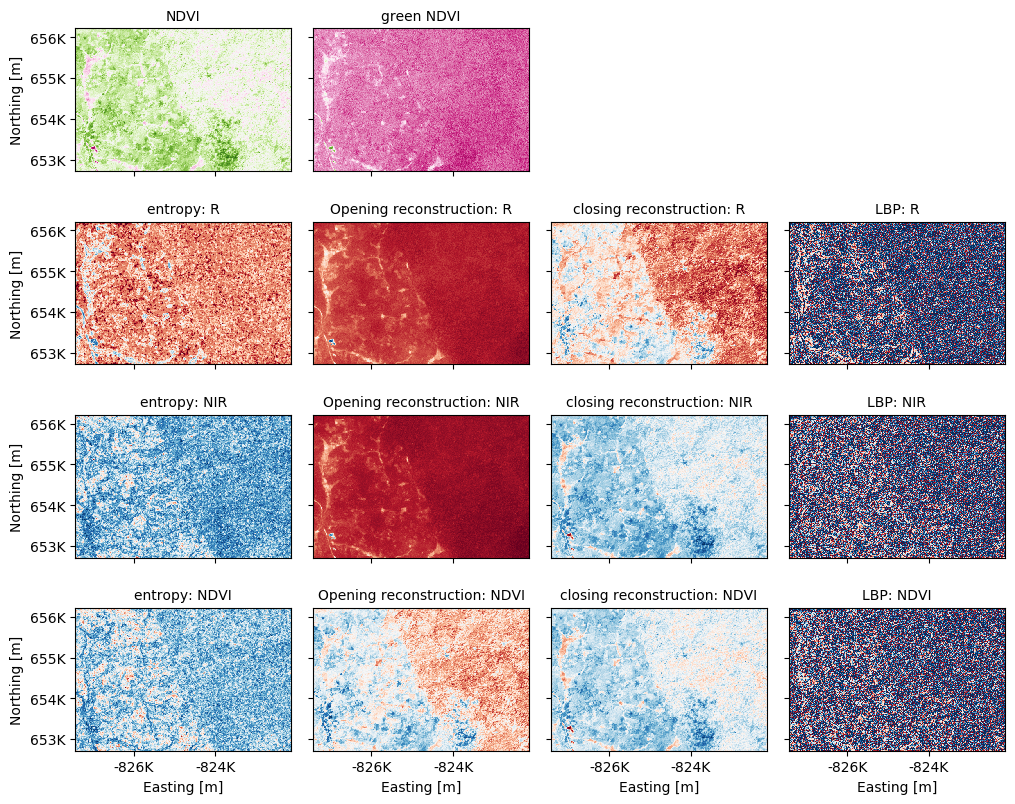 NDVI
green NDVI
656K
655K
654K
653K
Northing [m]
entropy: R
Opening reconstruction: R
closing reconstruction: R
LBP: R
656K
655K
654K
653K
Northing [m]
entropy: NIR
Opening reconstruction: NIR
closing reconstruction: NIR
LBP: NIR
656K
655K
654K
653K
Northing [m]
entropy: NDVI
Opening reconstruction: NDVI
closing reconstruction: NDVI
LBP: NDVI
656K
655K
654K
653K
Northing [m]
-826K
-824K
-826K
-824K
-826K
-824K
-826K
-824K
Easting [m]
Easting [m]
Easting [m]
Easting [m]